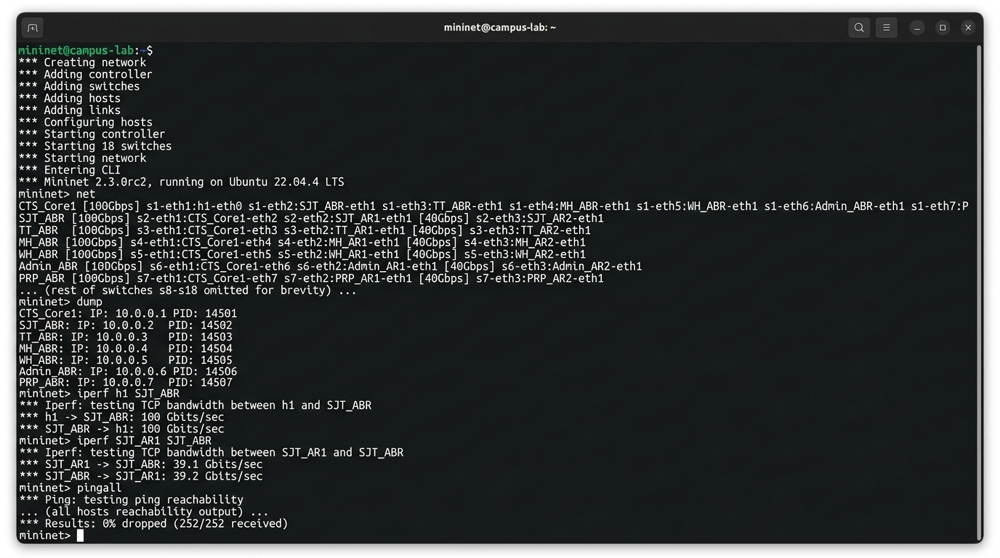 mininet@campus-lab: ~
mininet@campus-lab:~$
*** Creating network
*** Adding controller
*** Adding switches
*** Adding hosts
*** Adding links
*** Configuring hosts
*** Starting controller
*** Starting 18 switches
*** Starting network
*** Entering CLI
*** Mininet 2.3.0rc2, running on Ubuntu 22.04.4 LTS
mininet> net
CTS_Core1 [100Gbps] s1-eth1:h1-eth0 s1-eth2:SJT_ABR-eth1 s1-eth3:TT_ABR-eth1 s1-eth4:MH_ABR-eth1 s1-eth5:WH_ABR-eth1 s1-eth6:Admin_ABR-eth1 s1-eth7:P
SJT_ABR [100Gbps] s2-eth1:CTS_Core1-eth2 s2-eth2:SJT_AR1-eth1 [40Gbps] s2-eth3:SJT_AR2-eth1
TT_ABR  [100Gbps] s3-eth1:CTS_Core1-eth3 s3-eth2:TT_AR1-eth1 [40Gbps] s3-eth3:TT_AR2-eth1
MH_ABR [100Gbps] s4-eth1:CTS_Core1-eth4 s4-eth2:MH_AR1-eth1 [40Gbps] s4-eth3:MH_AR2-eth1
WH_ABR [100Gbps] s5-eth1:CTS_Core1-eth5 s5-eth2:WH_AR1-eth1 [40Gbps] s5-eth3:WH_AR2-eth1
Admin_ABR [100Gbps] s6-eth1:CTS_Core1-eth6 s6-eth2:Admin_AR1-eth1 [40Gbps] s6-eth3:Admin_AR2-eth1
PRP_ABR [100Gbps] s7-eth1:CTS_Core1-eth7 s7-eth2:PRP_AR1-eth1 [40Gbps] s7-eth3:PRP_AR2-eth1
... (rest of switches s8-s18 omitted for brevity) ...
mininet> dump
CTS_Core1: IP: 10.0.0.1 PID: 14501
SJT_ABR: IP: 10.0.0.2  PID: 14502
TT_ABR: IP: 10.0.0.3   PID: 14503
MH_ABR: IP: 10.0.0.4   PID: 14504
WH_ABR: IP: 10.0.0.5   PID: 14505
Admin_ABR: IP: 10.0.0.6 PID: 14506
PRP_ABR: IP: 10.0.0.7  PID: 14507
mininet> iperf h1 SJT_ABR
*** Iperf: testing TCP bandwidth between h1 and SJT_ABR
*** h1 -> SJT_ABR: 100 Gbits/sec
*** SJT_ABR -> h1: 100 Gbits/sec
mininet> iperf SJT_AR1 SJT_ABR
*** Iperf: testing TCP bandwidth between SJT_AR1 and SJT_ABR
*** SJT_AR1 -> SJT_ABR: 39.1 Gbits/sec
*** SJT_ABR -> SJT_AR1: 39.2 Gbits/sec
mininet> pingall
*** Ping: testing ping reachability
... (all hosts reachability output) ...
*** Results: 0% dropped (252/252 received)
mininet>